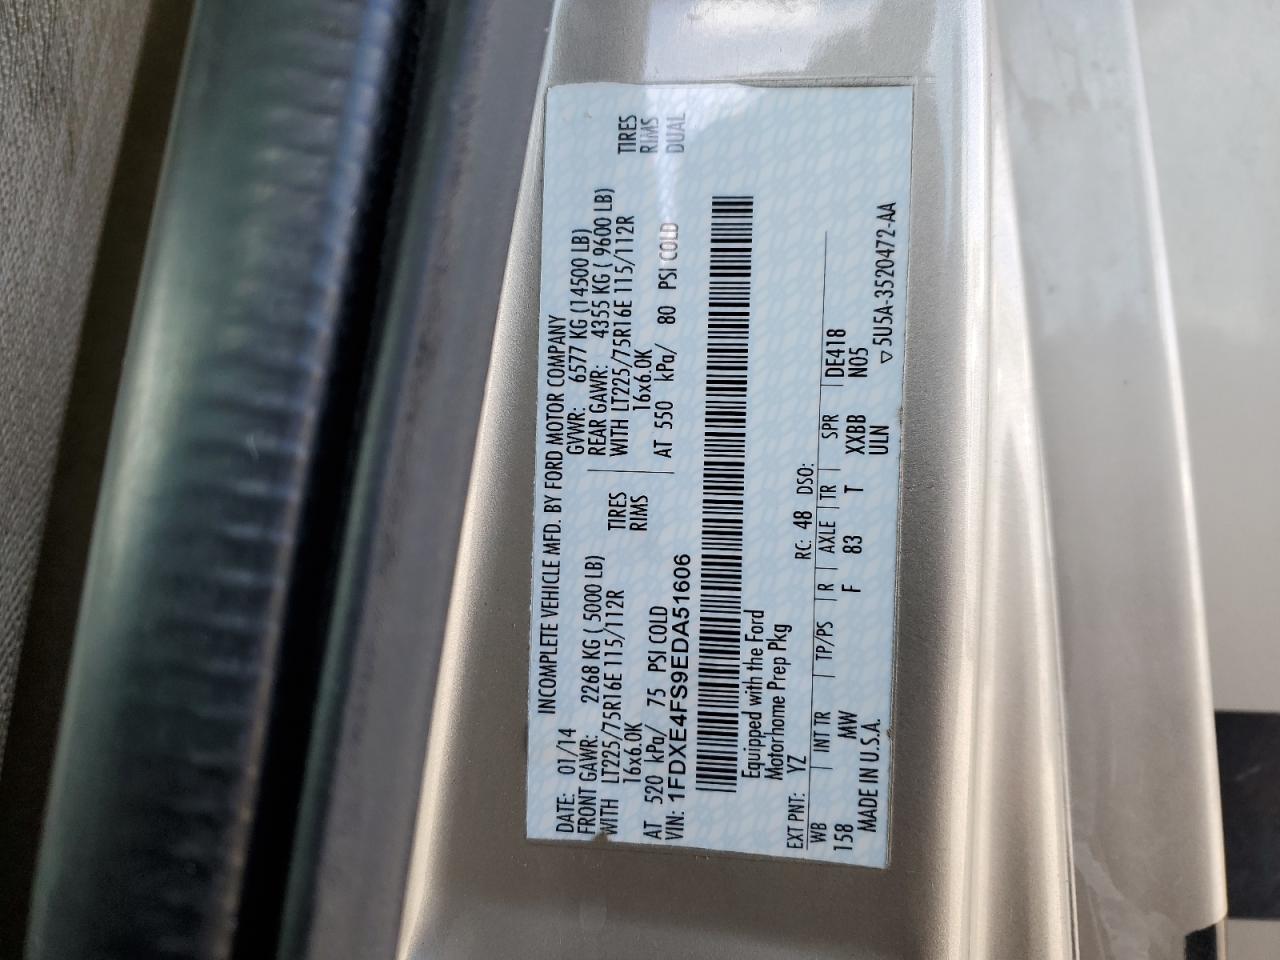 INCOMPLETE VEHICLE MFD. BY FORD MOTOR COMPANY
DATE: 01/14 GVWR: 6577 KG (14500 LB)
FRONT GAWR: 2268 KG ( 5000 LB) REAR GAWR: 4355 KG ( 9600 LB)
WITH LT225/75R16E 115/112R TIRES WITH LT225/75R16E 115/112R TIRES
16x6.0K RIMS 16x6.0K RIMS
AT 520 kPa/ 75 PSI COLD AT 550 kPa/ 80 PSI COLD DUAL
VIN: 1FDXE4FS9EDA51606
Equipped with the Ford
Motorhome Prep Pkg
EXT PNT: YZ RC: 48 DSO:
WB INT TR TP/PS R AXLE TR SPR DE418
158 MW F 83 T XXBB N05
MADE IN U.S.A. ULN
▽5U5A-3520472-AA